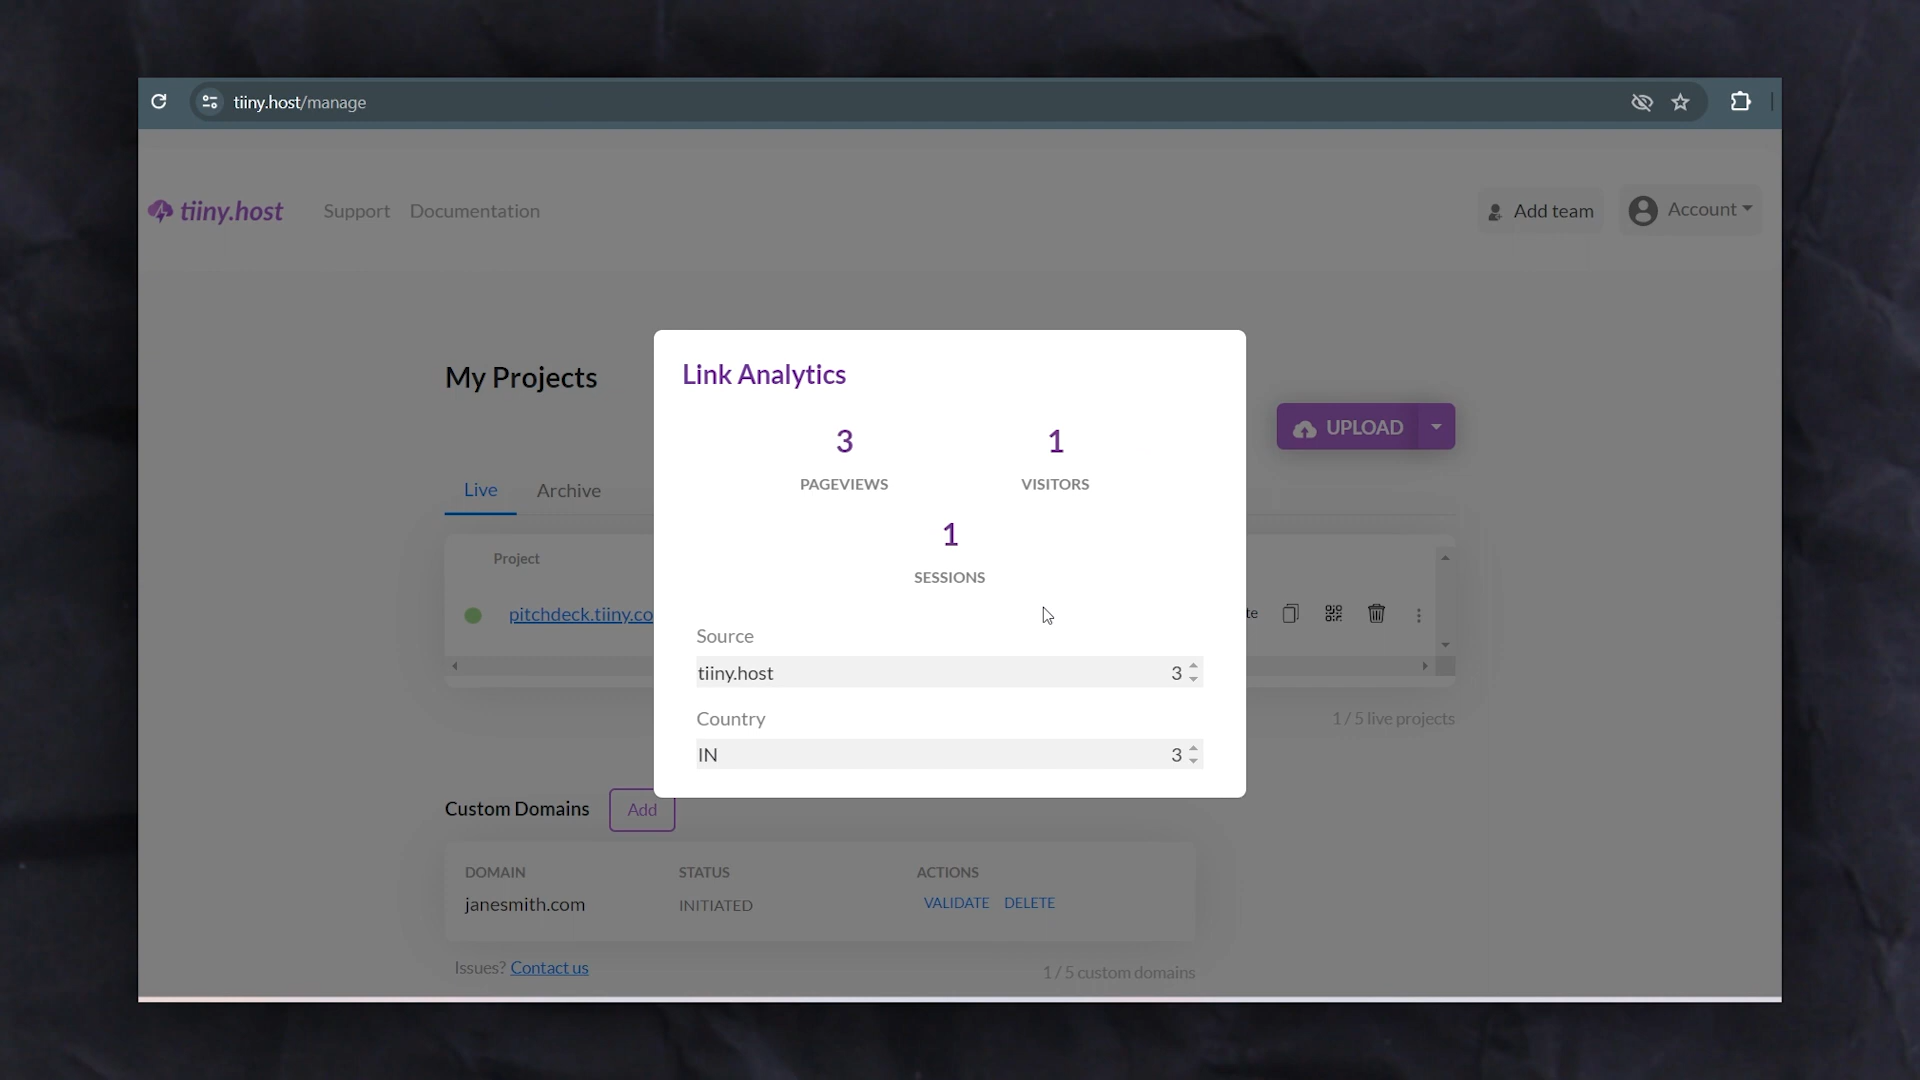 tiiny.host/manage
tiiny.host
Support
Documentation
Add team
Account
My Projects
UPLOAD
Live
Archive
Project
pitchdeck.tiiny.co
te
1 / 5 live projects
Link Analytics
3
1
PAGEVIEWS
VISITORS
1
SESSIONS
Source
tiiny.host
3
Country
IN
3
Custom Domains
Add
DOMAIN
STATUS
ACTIONS
janesmith.com
INITIATED
VALIDATE
DELETE
Issues? Contact us
1 / 5 custom domains